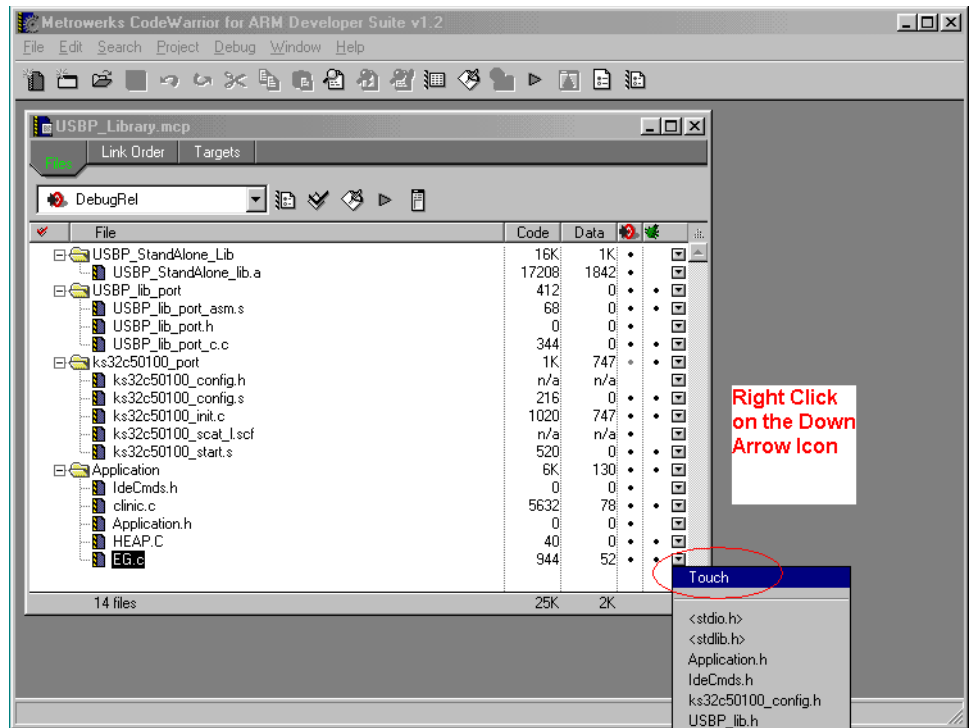 Metrowerks CodeWarrior for ARM Developer Suite v1.2
File Edit Search Project Debug Window Help
USBP_Library.mcp
Files Link Order Targets
DebugRel
File Code Data
USBP_StandAlone_Lib 16K 1K
USBP_StandAlone_lib.a 17208 1842
USBP_lib_port 412 0
USBP_lib_port_asm.s 68 0
USBP_lib_port.h 0 0
USBP_lib_port_c.c 344 0
ks32c50100_port 1K 747
ks32c50100_config.h n/a n/a
ks32c50100_config.s 216 0
ks32c50100_init.c 1020 747
ks32c50100_scat_l.scf n/a n/a
ks32c50100_start.s 520 0
Application 6K 130
IdeCmds.h 0 0
clinic.c 5632 78
Application.h 0 0
HEAP.C 40 0
EG.c 944 52
14 files 25K 2K
Right Click
on the Down
Arrow Icon
Touch
<stdio.h>
<stdlib.h>
Application.h
IdeCmds.h
ks32c50100_config.h
USBP_lib.h